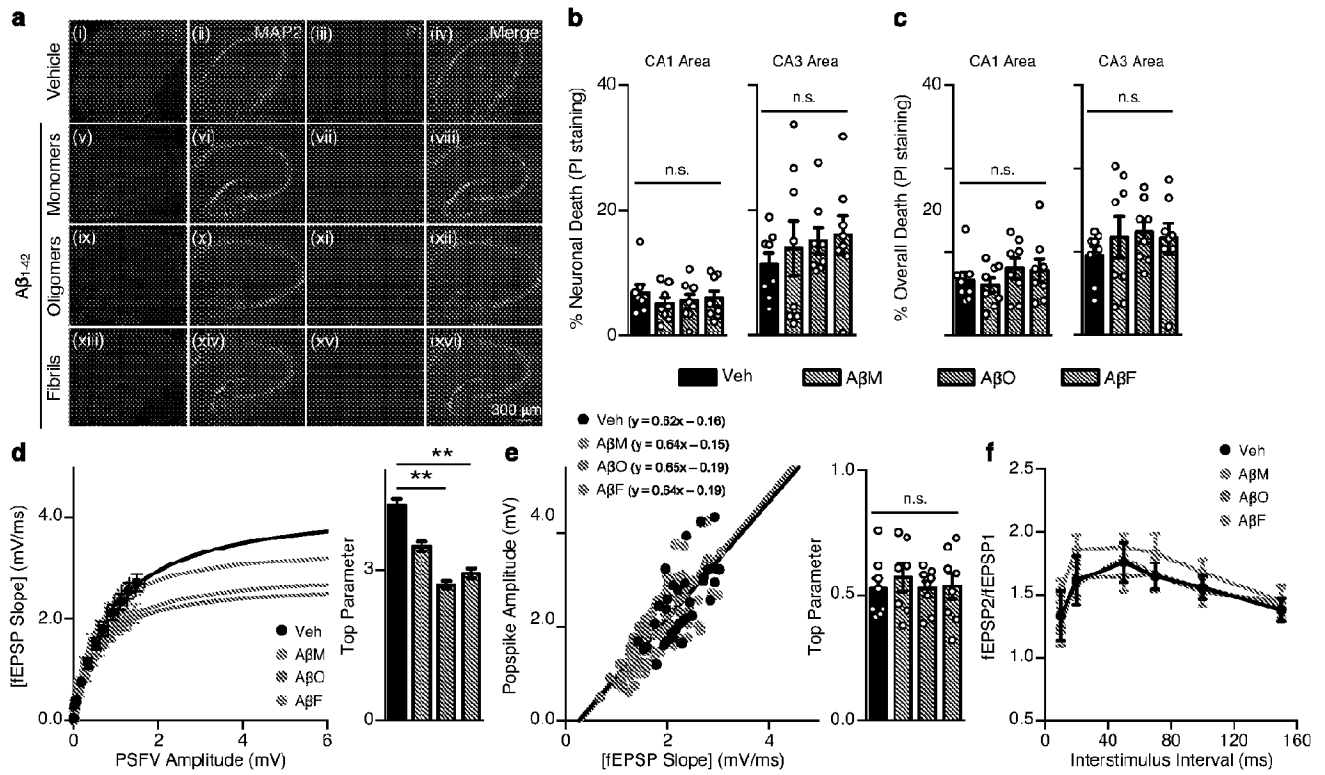 a
(i)
(ii) MAP2
(iii)
(iv) Merge
Vehicle
(v)
(vi)
(vii)
(viii)
Monomers
(ix)
(x)
(xi)
(xii)
Oligomers
(xiii)
(xiv)
(xv)
(xvi)
Fibrils
Aβ1-42
300 µm
b
CA1 Area
CA3 Area
% Neuronal Death (PI staining)
40
20
0
n.s.
n.s.
c
CA1 Area
CA3 Area
% Overall Death (PI staining)
40
20
n.s.
n.s.
Veh
AβM
AβO
AβF
d
[fEPSP Slope] (mV/ms)
4.0
2.0
0.0
0
2
4
6
PSFV Amplitude (mV)
Veh
AβM
AβO
AβF
Top Parameter
3
0
**
**
e
Veh (y = 0.62x – 0.16)
AβM (y = 0.64x – 0.15)
AβO (y = 0.65x – 0.19)
AβF (y = 0.64x – 0.19)
Popspike Amplitude (mV)
4.0
2.0
0.0
0
2
4
[fEPSP Slope] (mV/ms)
Top Parameter
1.0
0.5
0.0
n.s.
f
Veh
AβM
AβO
AβF
fEPSP2/fEPSP1
2.5
2.0
1.5
1.0
0.5
0
40
80
120
160
Interstimulus Interval (ms)